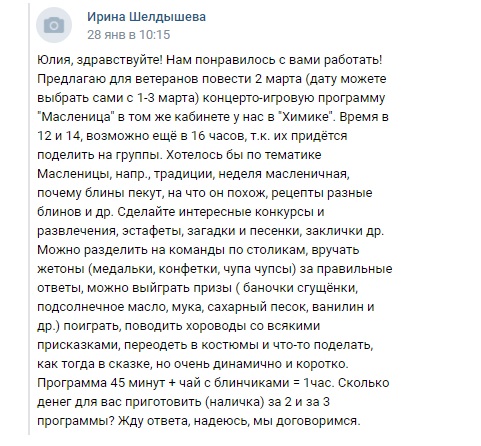 Ирина Шелдышева
28 янв в 10:15
Юлия, здравствуйте! Нам понравилось с вами работать!
Предлагаю для ветеранов повести 2 марта (дату можете
выбрать сами с 1-3 марта) концерто-игровую программу
"Масленица" в том же кабинете у нас в "Химике". Время в
12 и 14, возможно ещё в 16 часов, т.к. их придётся
поделить на группы. Хотелось бы по тематике
Масленицы, напр., традиции, неделя масленичная,
почему блины пекут, на что он похож, рецепты разные
блинов и др. Сделайте интересные конкурсы и
развлечения, эстафеты, загадки и песенки, заклички др.
Можно разделить на команды по столикам, вручать
жетоны (медальки, конфетки, чупа чупсы) за правильные
ответы, можно выйграть призы ( баночки сгущёнки,
подсолнечное масло, мука, сахарный песок, ванилин и
др.) поиграть, поводить хороводы со всякими
присказками, переодеть в костюмы и что-то поделать,
как тогда в сказке, но очень динамично и коротко.
Программа 45 минут + чай с блинчиками = 1час. Сколько
денег для вас приготовить (наличка) за 2 и за 3
программы? Жду ответа, надеюсь, мы договоримся.